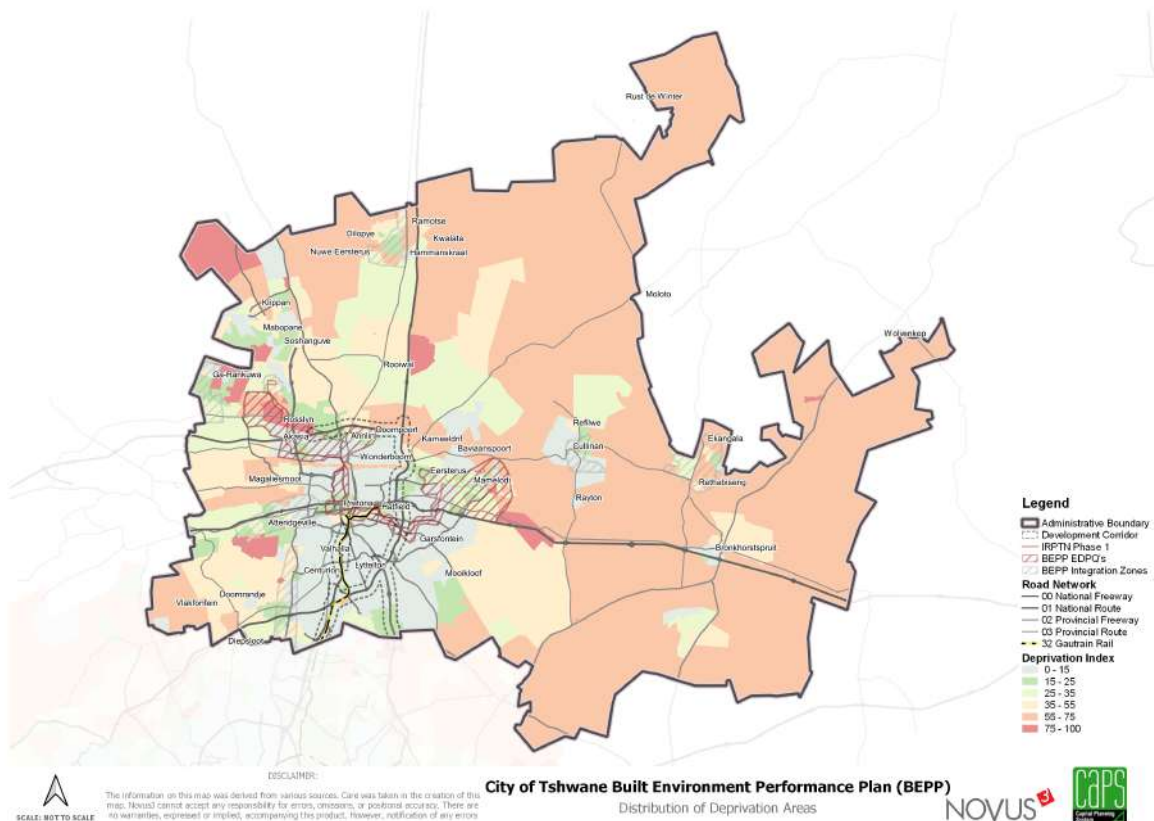 Rust de Winter
Ramotse
Dilopye
Kwalata
Nuwe Eersterus
Hammanskraal
Moloto
Klippan
Mabopane
Soshanguve
Wolvenkop
Rooiwal
Ga-Rankuwa
Rosslyn
Refilwe
Akasia
Annlin
Doornpoort
Kameeldrift
Cullinan
Ekangala
Wonderboom
Baviaanspoort
Eersterus
Magaliesmoot
Mamelodi
Rethabiseng
Rayton
Pretoria
Hatfield
Atteridgeville
Garsfontein
Valhalla
Bronkhorstspruit
Centurion
Lyttelton
Mooikloof
Doornrandje
Vlakfontein
Diepsloot
Legend
Administrative Boundary
Development Corridor
IRPTN Phase 1
BEPP EDPQ's
BEPP Integration Zones
Road Network
00 National Freeway
01 National Route
02 Provincial Freeway
03 Provincial Route
32 Gautrain Rail
Deprivation Index
0 - 15
15 - 25
25 - 35
35 - 55
55 - 75
75 - 100
SCALE: NOT TO SCALE
DISCLAIMER:
The information on this map was derived from various sources. Care was taken in the creation of this
map. Novus3 cannot accept any responsibility for errors, omissions, or positional accuracy. There are
no warranties, expressed or implied, accompanying this product. However, notification of any errors
City of Tshwane Built Environment Performance Plan (BEPP)
Distribution of Deprivation Areas
NOVUS3
CAPS
Capital Planning
System